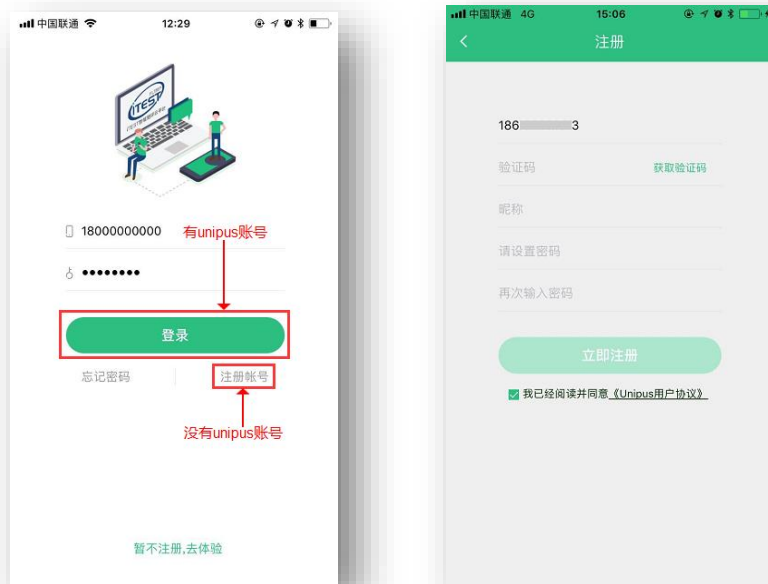 中国联通
12:29
iTEST
18000000000
有unipus账号
••••••••
登录
忘记密码
注册帐号
没有unipus账号
暂不注册,去体验
中国联通 4G
15:06
注册
186 3
验证码
获取验证码
昵称
请设置密码
再次输入密码
立即注册
我已经阅读并同意《Unipus用户协议》